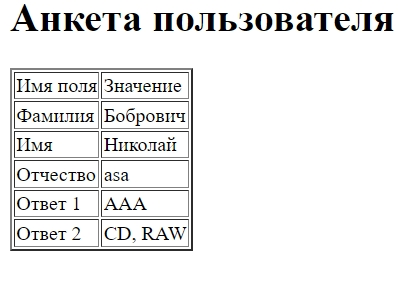 Анкета пользователя
Имя поля Значение
Фамилия Бобрович
Имя Николай
Отчество asa
Ответ 1 AAA
Ответ 2 CD, RAW